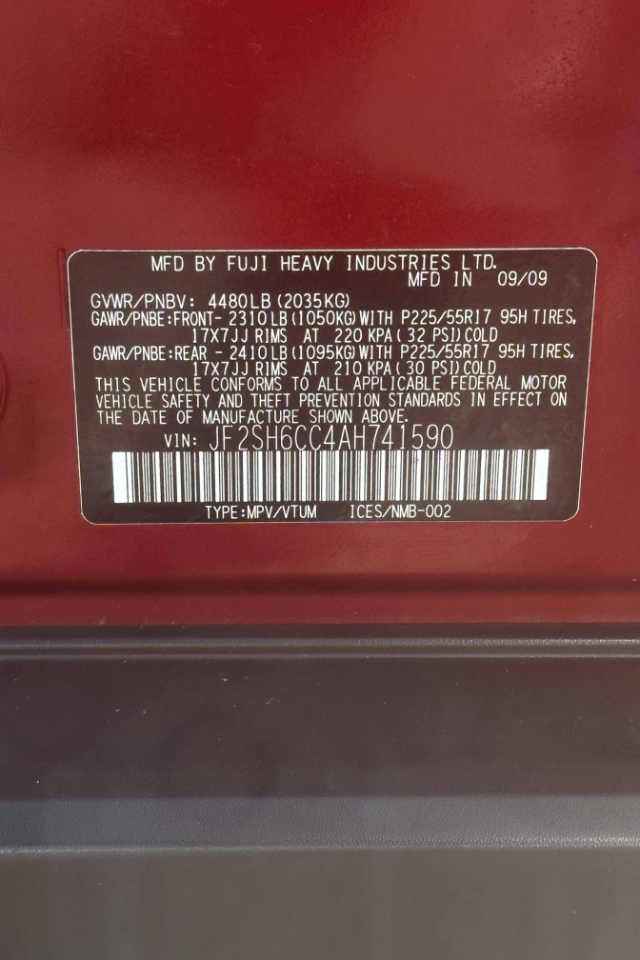 MFD BY FUJI HEAVY INDUSTRIES LTD.
MFD IN 09/09
GVWR/PNBV: 4480LB (2035KG)
GAWR/PNBE:FRONT- 2310LB (1050KG) WITH P225/55R17 95H TIRES,
17X7JJ RIMS AT 220 KPA (32 PSI) COLD
GAWR/PNBE:REAR - 2410LB (1095KG) WITH P225/55R17 95H TIRES,
17X7JJ RIMS AT 210 KPA (30 PSI) COLD
THIS VEHICLE CONFORMS TO ALL APPLICABLE FEDERAL MOTOR
VEHICLE SAFETY AND THEFT PREVENTION STANDARDS IN EFFECT ON
THE DATE OF MANUFACTURE SHOWN ABOVE.
VIN: JF2SH6CC4AH741590
TYPE:MPV/VTUM ICES/NMB-002